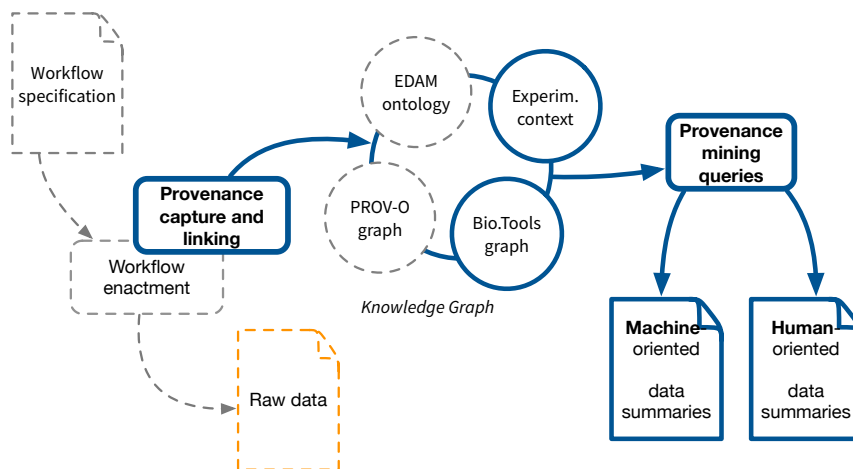 Workflow
specification
Provenance
capture and
linking
Workflow
enactment
Raw data
EDAM
ontology
Experim.
context
PROV-O
graph
Bio.Tools
graph
Knowledge Graph
Provenance
mining
queries
Machine-
oriented
data
summaries
Human-
oriented
data
summaries